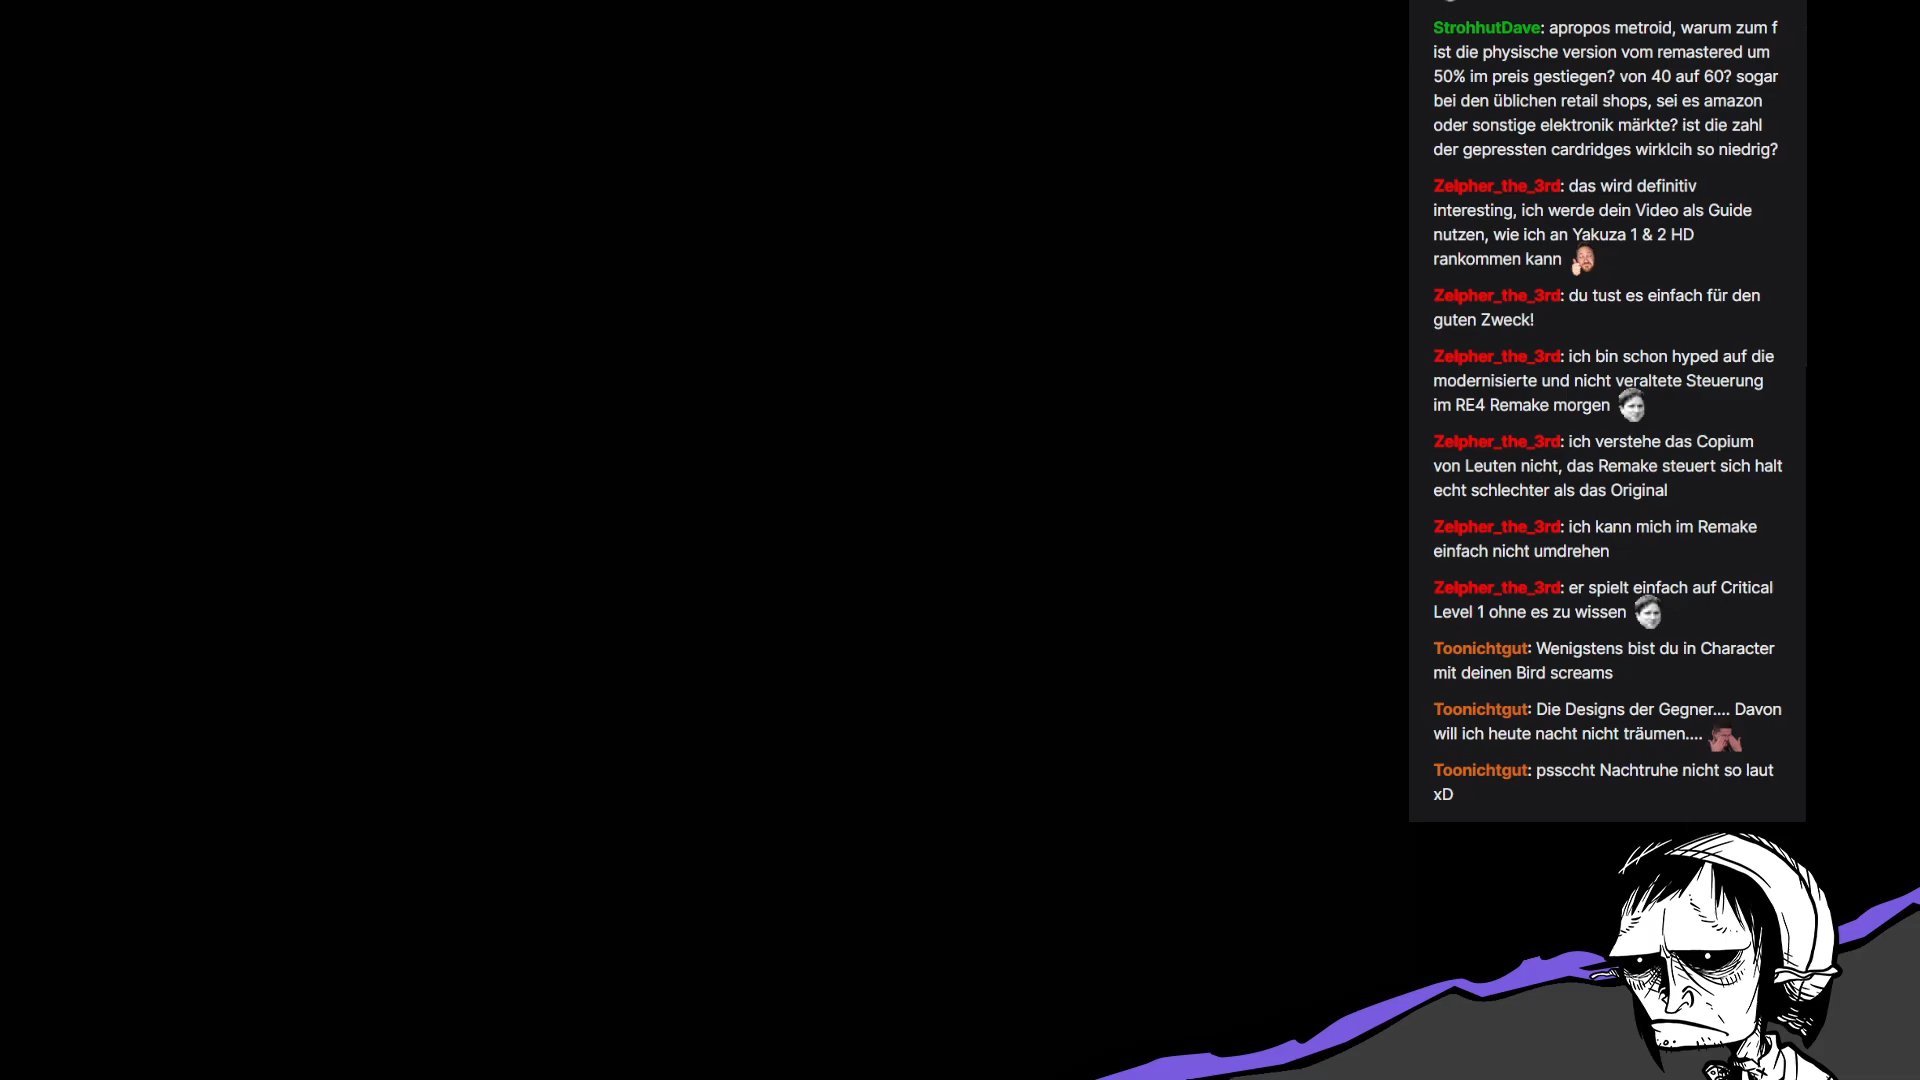 StrohhutDave: apropos metroid, warum zum f
ist die physische version vom remastered um
50% im preis gestiegen? von 40 auf 60? sogar
bei den üblichen retail shops, sei es amazon
oder sonstige elektronik märkte? ist die zahl
der gepressten cardridges wirklcih so niedrig?
Zelpher_the_3rd: das wird definitiv
interesting, ich werde dein Video als Guide
nutzen, wie ich an Yakuza 1 & 2 HD
rankommen kann
Zelpher_the_3rd: du tust es einfach für den
guten Zweck!
Zelpher_the_3rd: ich bin schon hyped auf die
modernisierte und nicht veraltete Steuerung
im RE4 Remake morgen
Zelpher_the_3rd: ich verstehe das Copium
von Leuten nicht, das Remake steuert sich halt
echt schlechter als das Original
Zelpher_the_3rd: ich kann mich im Remake
einfach nicht umdrehen
Zelpher_the_3rd: er spielt einfach auf Critical
Level 1 ohne es zu wissen
Toonichtgut: Wenigstens bist du in Character
mit deinen Bird screams
Toonichtgut: Die Designs der Gegner.... Davon
will ich heute nacht nicht träumen....
Toonichtgut: pssccht Nachtruhe nicht so laut
xD